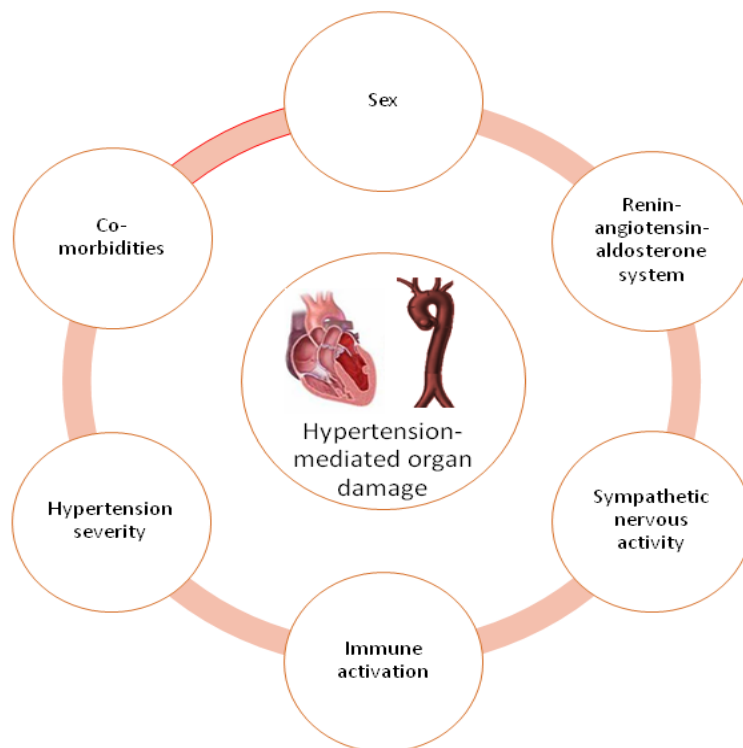 Sex
Renin-
angiotensin-
aldosterone
system
Sympathetic
nervous
activity
Immune
activation
Hypertension
severity
Co-
morbidities
Hypertension-
mediated organ
damage